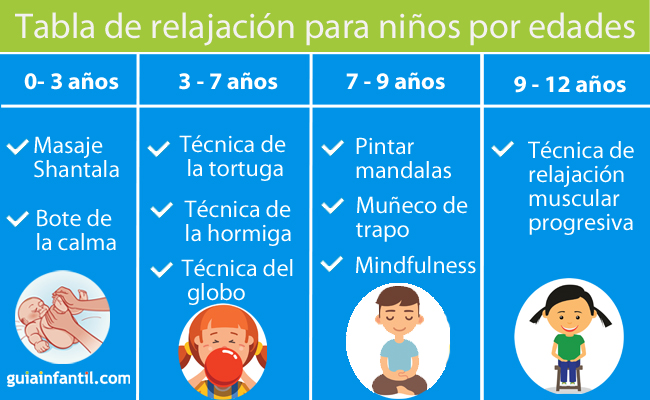 Tabla de relajación para niños por edades
0- 3 años
3 - 7 años
7 - 9 años
9 - 12 años
Masaje
Shantala
Bote de
la calma
Técnica de
la tortuga
Técnica de
la hormiga
Técnica del
globo
Pintar
mandalas
Muñeco de
trapo
Mindfulness
Técnica de
relajación
muscular
progresiva
guiainfantil.com